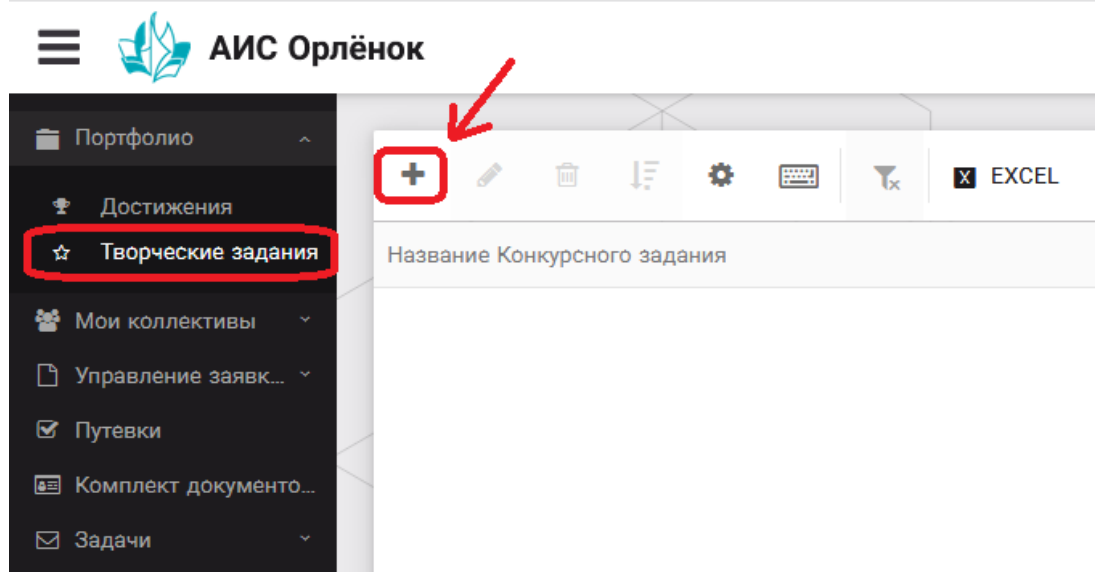 АИС Орлёнок
Портфолио
Достижения
Творческие задания
Мои коллективы
Управление заявк...
Путевки
Комплект документо...
Задачи
X EXCEL
Название Конкурсного задания